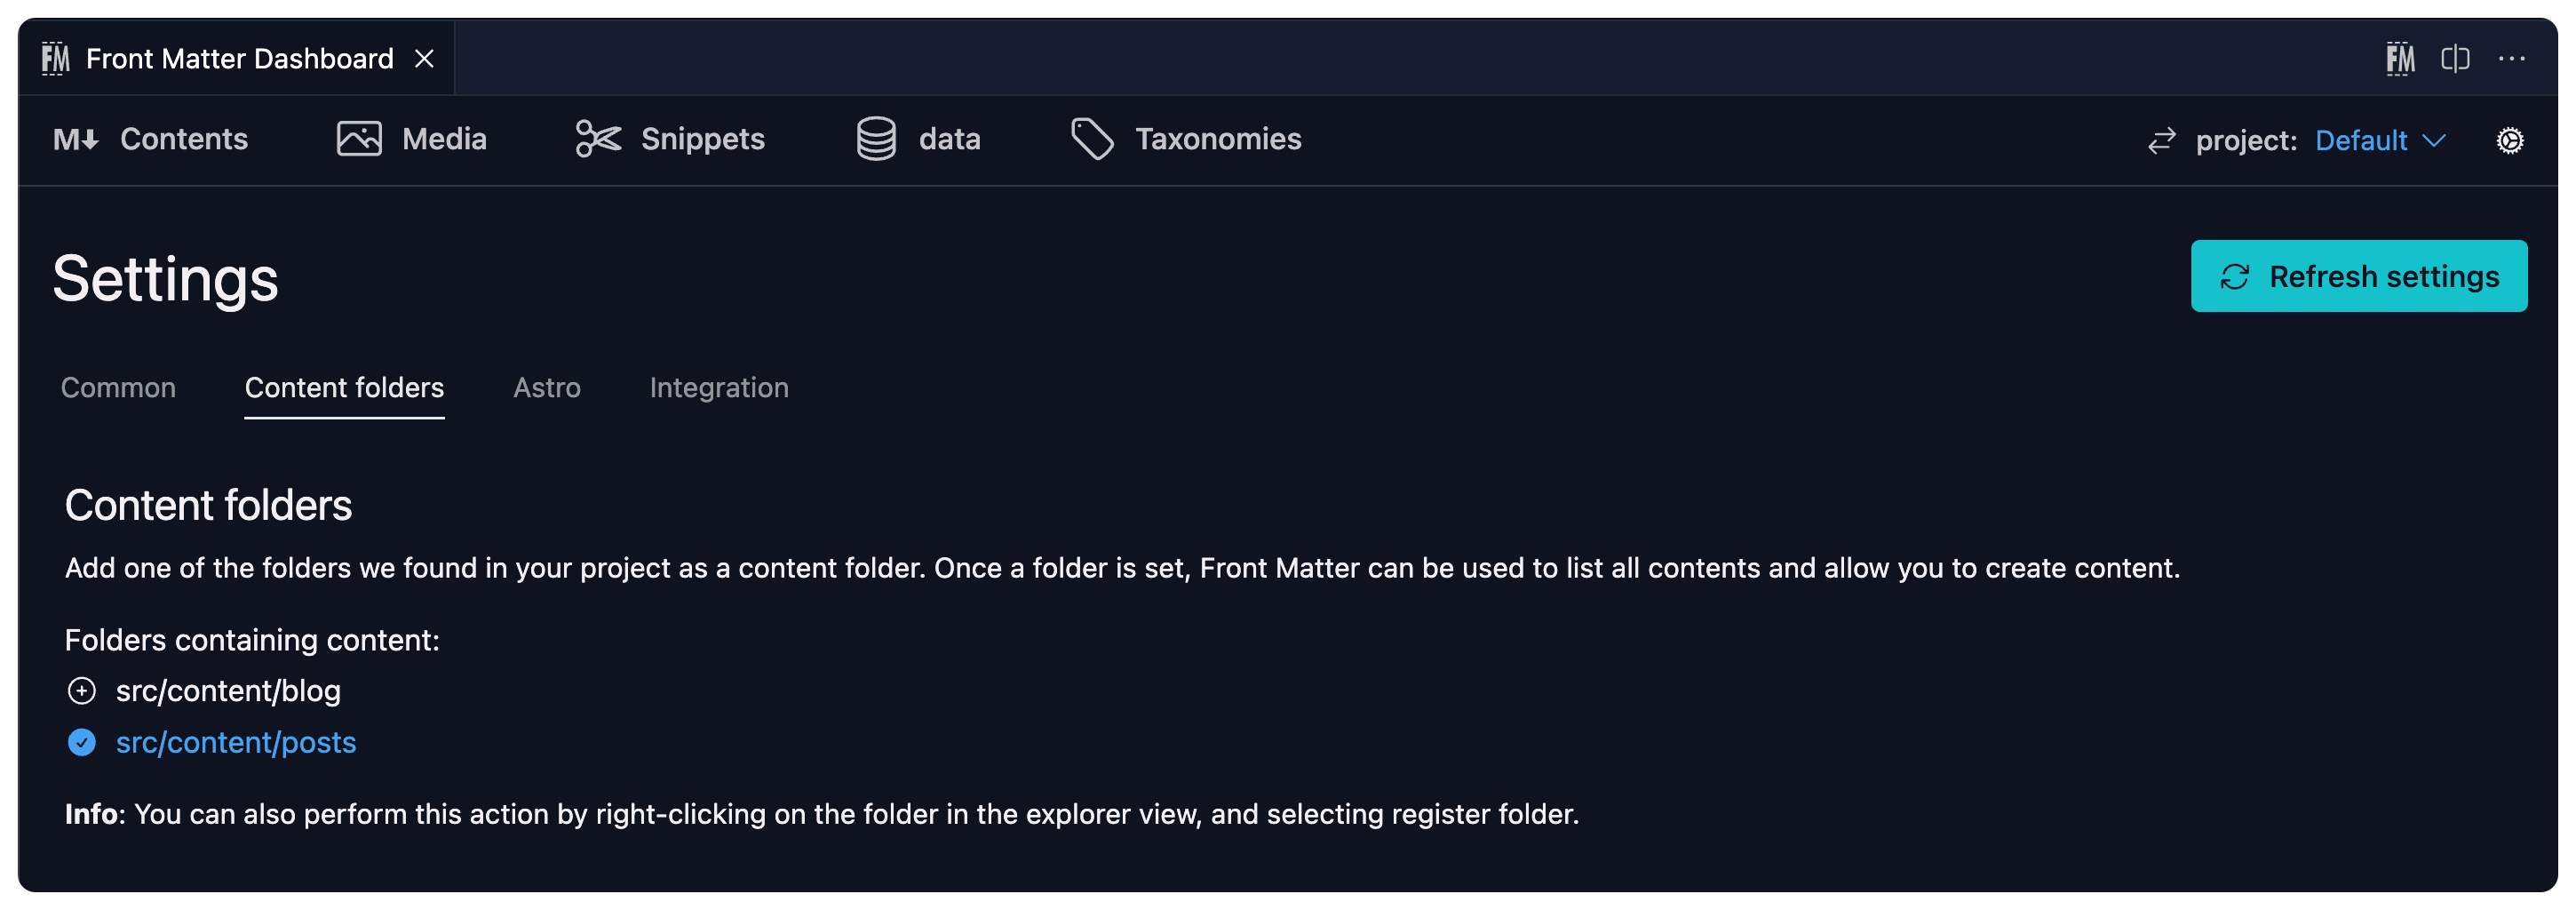 FM Front Matter Dashboard FM
M Contents Media Snippets data Taxonomies project: Default
Settings Refresh settings
Common Content folders Astro Integration
Content folders
Add one of the folders we found in your project as a content folder. Once a folder is set, Front Matter can be used to list all contents and allow you to create content.
Folders containing content:
src/content/blog
src/content/posts
Info: You can also perform this action by right-clicking on the folder in the explorer view, and selecting register folder.